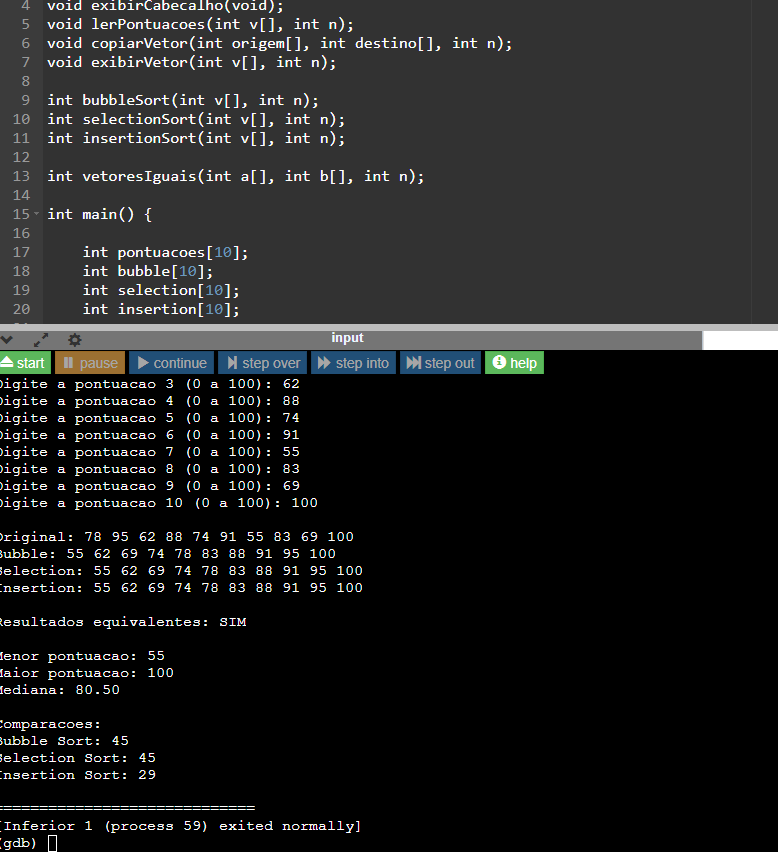 4 void exibirCabecalho(void);
5 void lerPontuacoes(int v[], int n);
6 void copiarVetor(int origem[], int destino[], int n);
7 void exibirVetor(int v[], int n);
8
9 int bubbleSort(int v[], int n);
10 int selectionSort(int v[], int n);
11 int insertionSort(int v[], int n);
12
13 int vetoresIguais(int a[], int b[], int n);
14
15 int main() {
16
17 int pontuacoes[10];
18 int bubble[10];
19 int selection[10];
20 int insertion[10];
input
start pause continue step over step into step out help
Digite a pontuacao 3 (0 a 100): 62
Digite a pontuacao 4 (0 a 100): 88
Digite a pontuacao 5 (0 a 100): 74
Digite a pontuacao 6 (0 a 100): 91
Digite a pontuacao 7 (0 a 100): 55
Digite a pontuacao 8 (0 a 100): 83
Digite a pontuacao 9 (0 a 100): 69
Digite a pontuacao 10 (0 a 100): 100
Original: 78 95 62 88 74 91 55 83 69 100
Bubble: 55 62 69 74 78 83 88 91 95 100
Selection: 55 62 69 74 78 83 88 91 95 100
Insertion: 55 62 69 74 78 83 88 91 95 100
Resultados equivalentes: SIM
Menor pontuacao: 55
Maior pontuacao: 100
Mediana: 80.50
Comparacoes:
Bubble Sort: 45
Selection Sort: 45
Insertion Sort: 29
==============================
[Inferior 1 (process 59) exited normally]
(gdb)